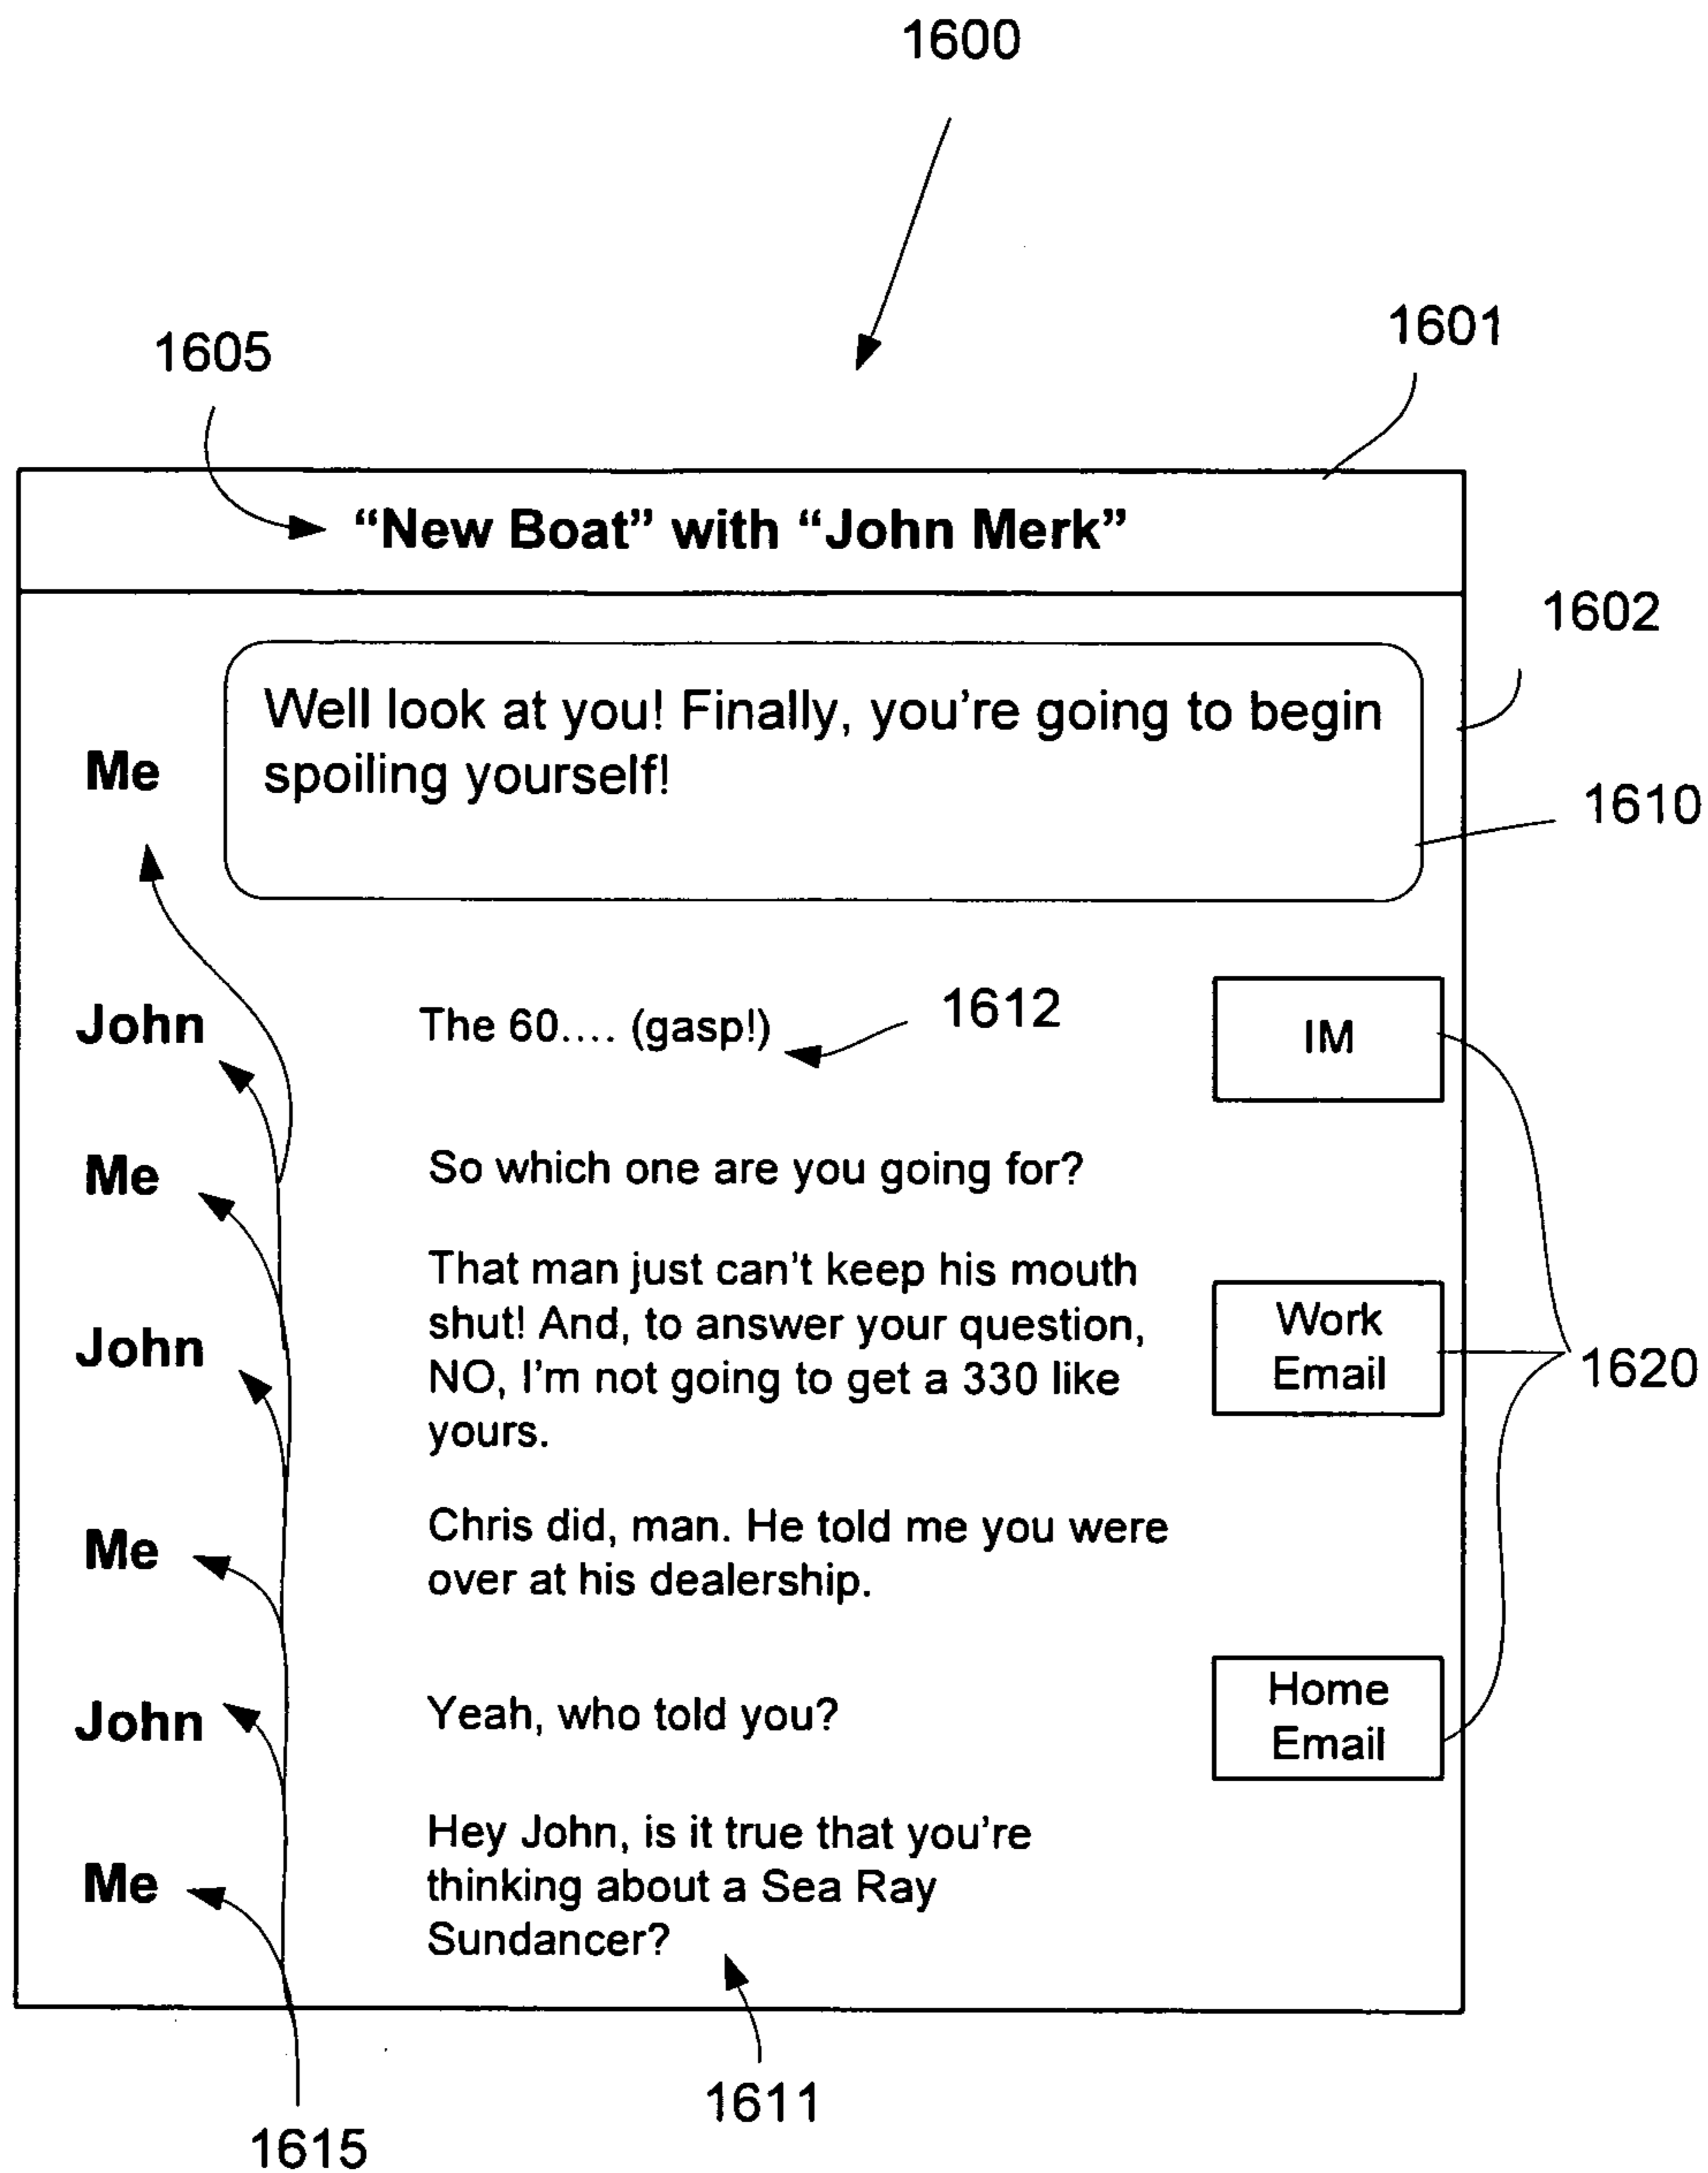 1600
1601
1605
“New Boat” with “John Merk”
1602
Well look at you! Finally, you're going to begin
spoiling yourself!
Me
1610
John
The 60.... (gasp!)
1612
IM
Me
So which one are you going for?
John
That man just can't keep his mouth
shut! And, to answer your question,
NO, I'm not going to get a 330 like
yours.
Work
Email
1620
Me
Chris did, man. He told me you were
over at his dealership.
John
Yeah, who told you?
Home
Email
Me
Hey John, is it true that you're
thinking about a Sea Ray
Sundancer?
1611
1615